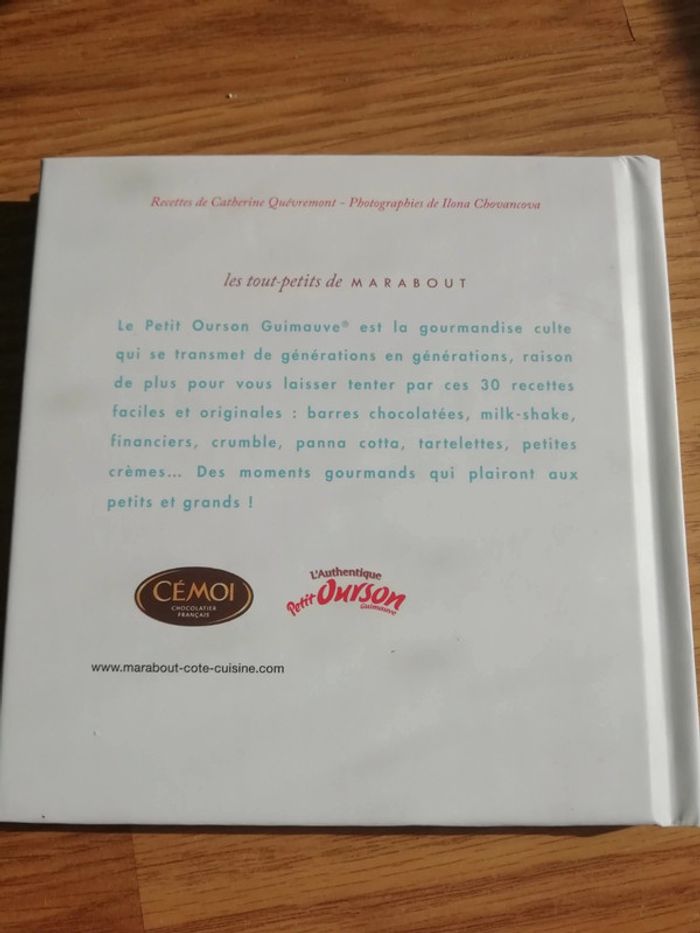 Recettes de Catherine Quévremont - Photographies de Ilona Chovancova
les tout-petits de MARABOUT
Le Petit Ourson Guimauve® est la gourmandise culte
qui se transmet de générations en générations, raison
de plus pour vous laisser tenter par ces 30 recettes
faciles et originales : barres chocolatées, milk-shake,
financiers, crumble, panna cotta, tartelettes, petites
crèmes... Des moments gourmands qui plairont aux
petits et grands !
CÉMOI
CHOCOLATIER
FRANÇAIS
L'Authentique
Petit Ourson
Guimauve
www.marabout-cote-cuisine.com